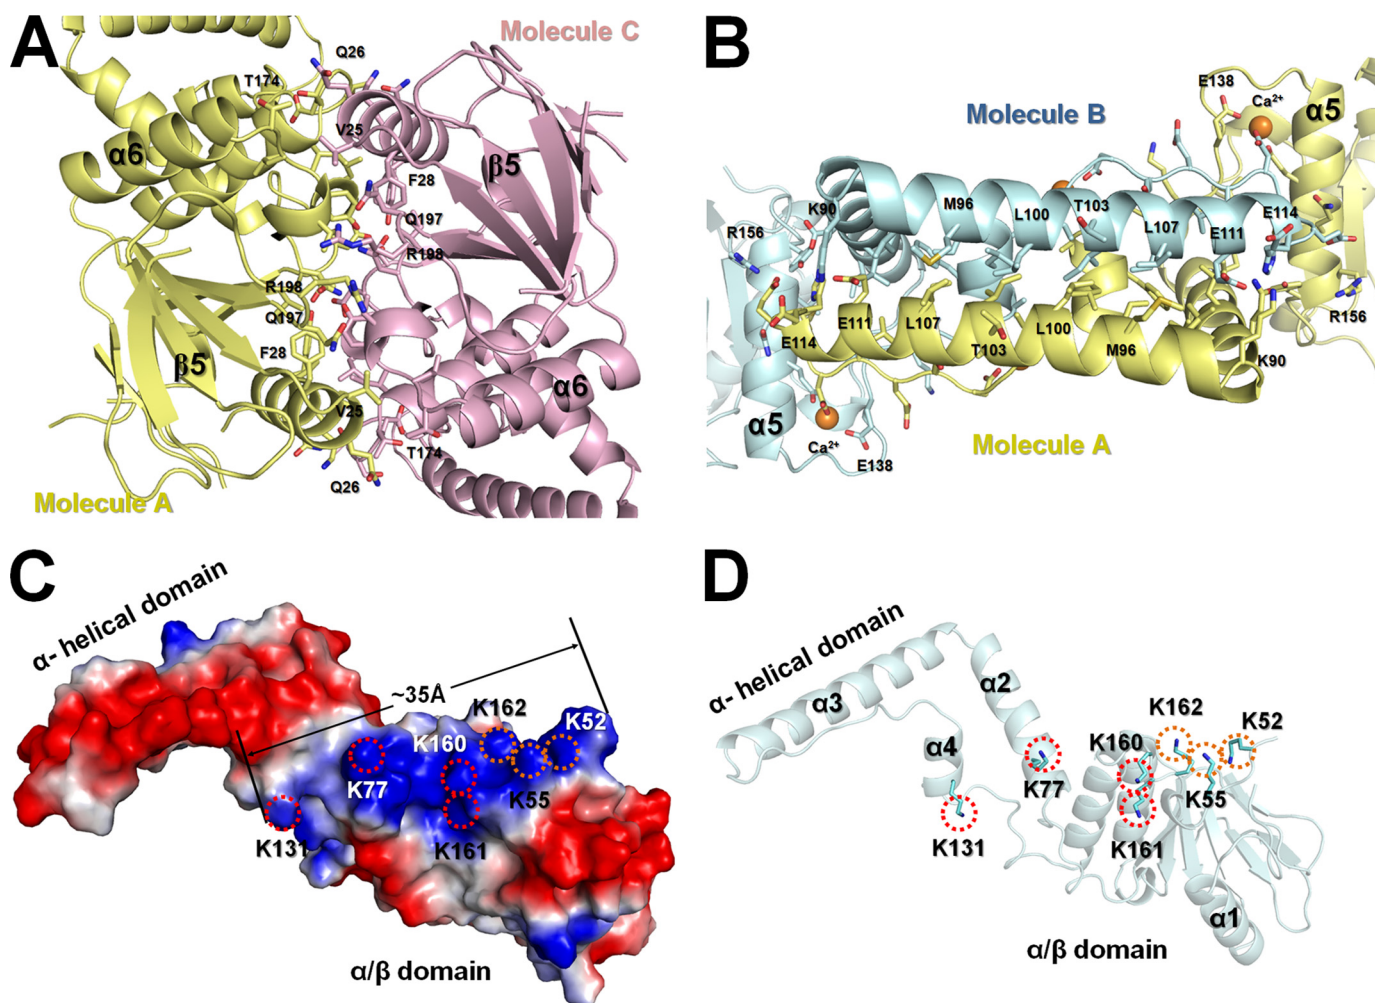 A
Molecule C
Q26
T174
V25
α6
β5
F28
Q197
R198
R198
Q197
F28
β5
α6
V25
T174
Molecule A
Q26
B
E138
Ca²⁺
α5
Molecule B
K90
M96
L100
T103
L107
E111
E114
R156
R156
E111
L107
L100
E114
T103
M96
K90
α5
Ca²⁺
E138
Molecule A
C
α- helical domain
~35Å
K162
K52
K160
K77
K55
K131
K161
α/β domain
D
α- helical domain
α2
α3
K162
K52
α4
K160
K77
K55
K131
K161
α1
α/β domain